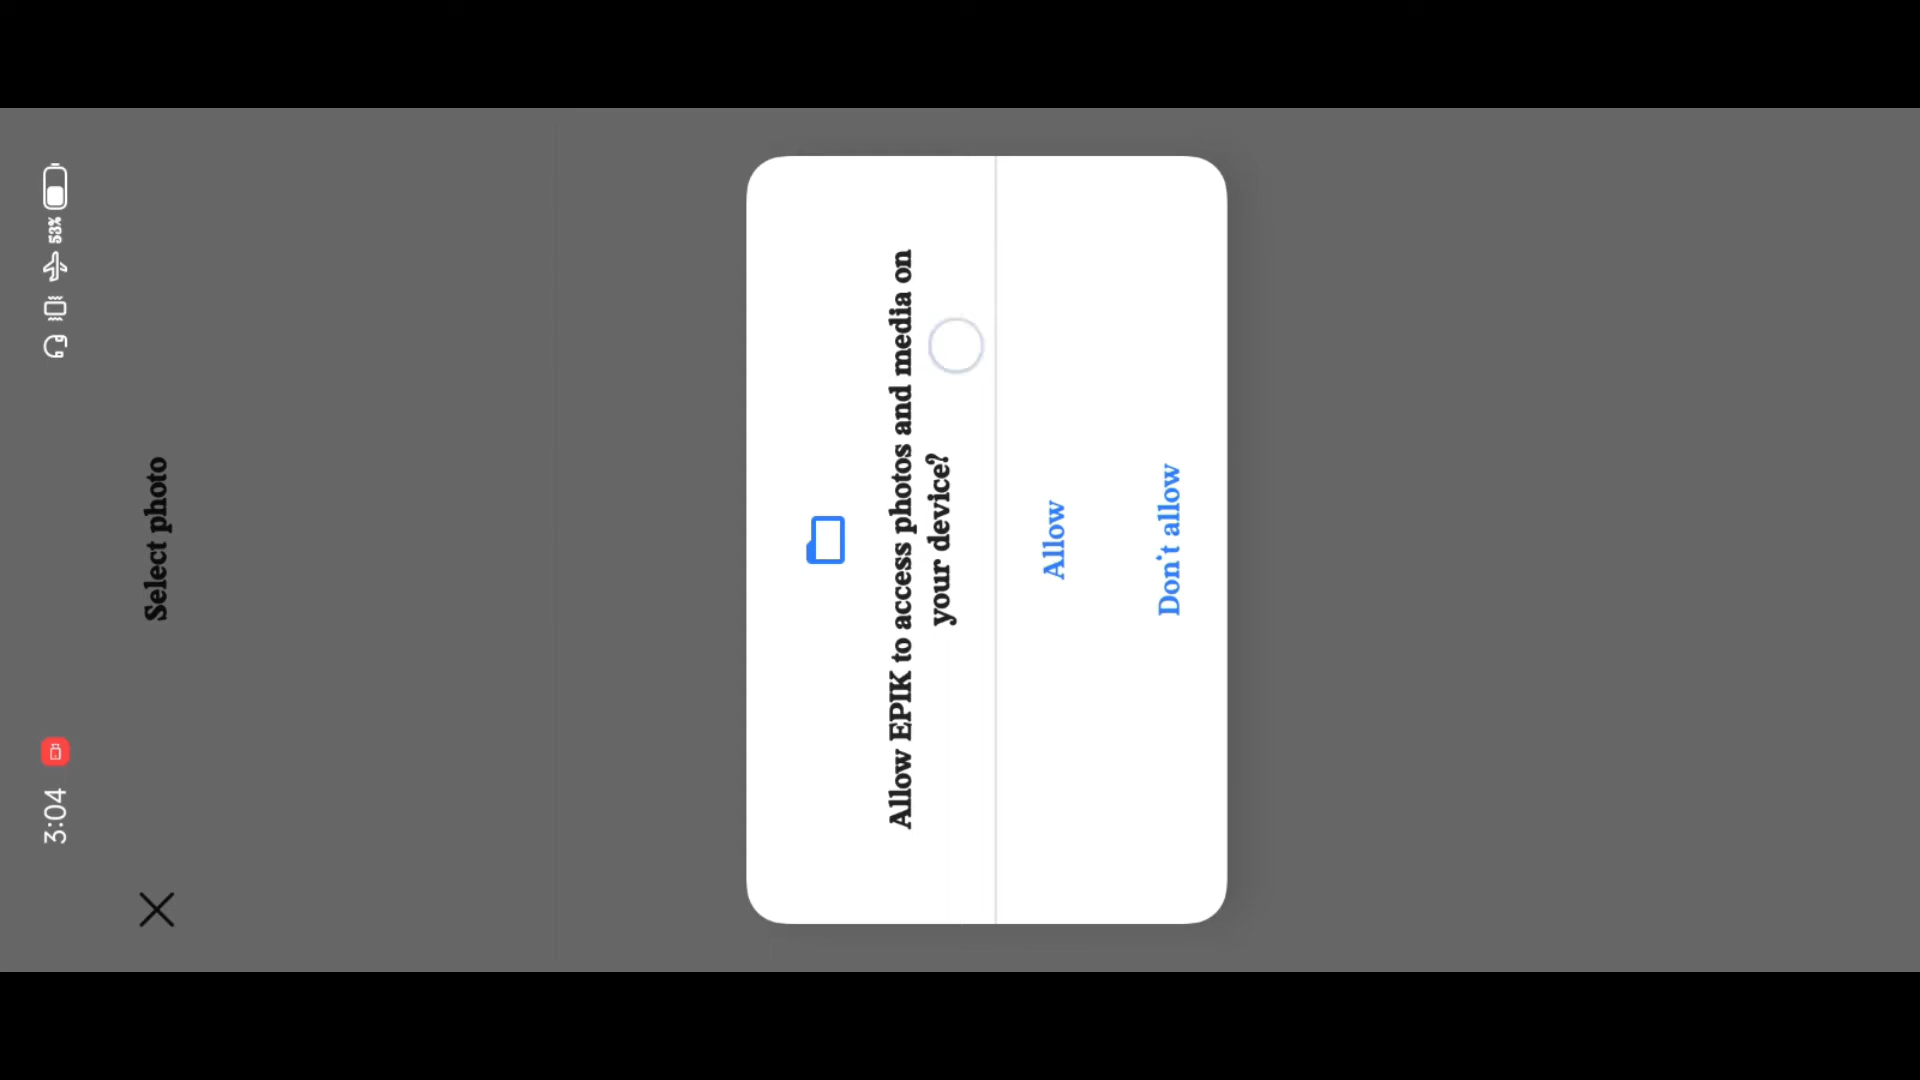 3:04
53%
Select photo
Allow EPIK to access photos and media on
your device?
Allow
Don't allow